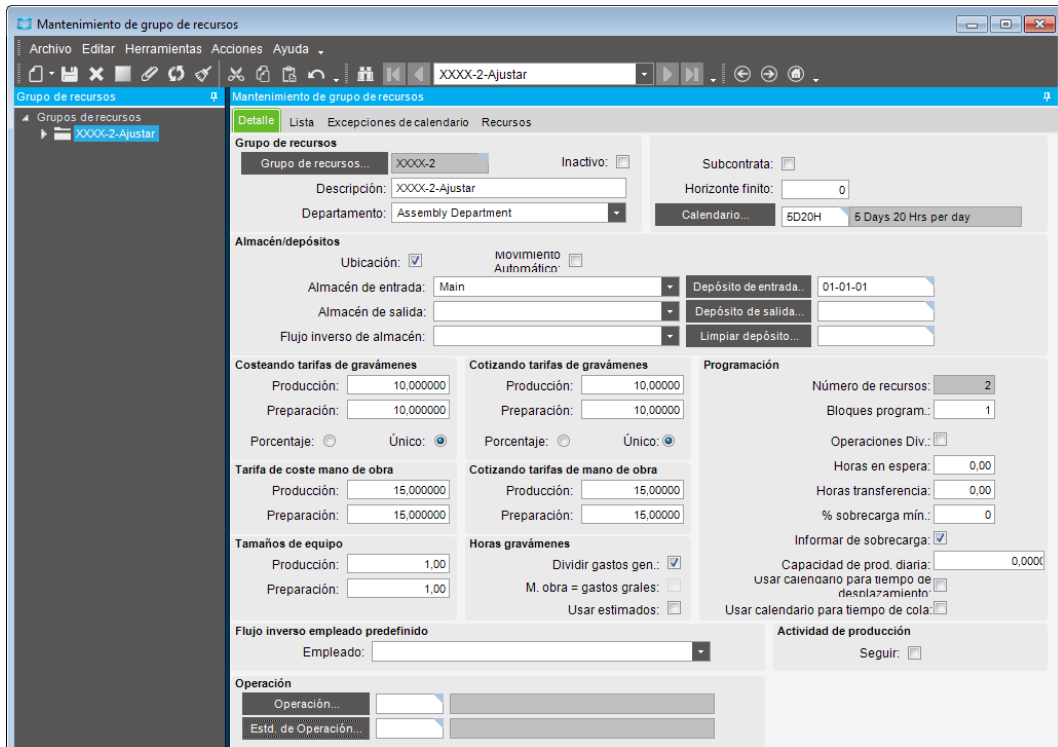 Mantenimiento de grupo de recursos
Archivo Editar Herramientas Acciones Ayuda
XXXX-2-Ajustar
Grupo de recursos
Mantenimiento de grupo de recursos
Grupos de recursos
XXXX-2-Ajustar
Detalle Lista Excepciones de calendario Recursos
Grupo de recursos
Grupo de recursos... XXXX-2 Inactivo: Subcontrata:
Descripción: XXXX-2-Ajustar Horizonte finito: 0
Departamento: Assembly Department Calendario... 5D20H 5 Days 20 Hrs per day
Almacén/depósitos
Ubicación: Movimiento Automático:
Almacén de entrada: Main Depósito de entrada.. 01-01-01
Almacén de salida: Depósito de salida...
Flujo inverso de almacén: Limpiar depósito...
Costeando tarifas de gravámenes Cotizando tarifas de gravámenes Programación
Producción: 10,000000 Producción: 10,00000 Número de recursos: 2
Preparación: 10,000000 Preparación: 10,00000 Bloques program.: 1
Porcentaje: Único: Porcentaje: Único: Operaciones Div.:
Tarifa de coste mano de obra Cotizando tarifas de mano de obra Horas en espera: 0,00
Producción: 15,000000 Producción: 15,00000 Horas transferencia: 0,00
Preparación: 15,000000 Preparación: 15,00000 % sobrecarga mín.: 0
Tamaños de equipo Horas gravámenes Informar de sobrecarga:
Producción: 1,00 Dividir gastos gen.: Capacidad de prod. diaria: 0,000
Preparación: 1,00 M. obra = gastos grales: Usar calendario para tiempo de desplazamiento:
Usar estimados: Usar calendario para tiempo de cola:
Flujo inverso empleado predefinido Actividad de producción
Empleado: Seguir:
Operación
Operación...
Estd. de Operación...